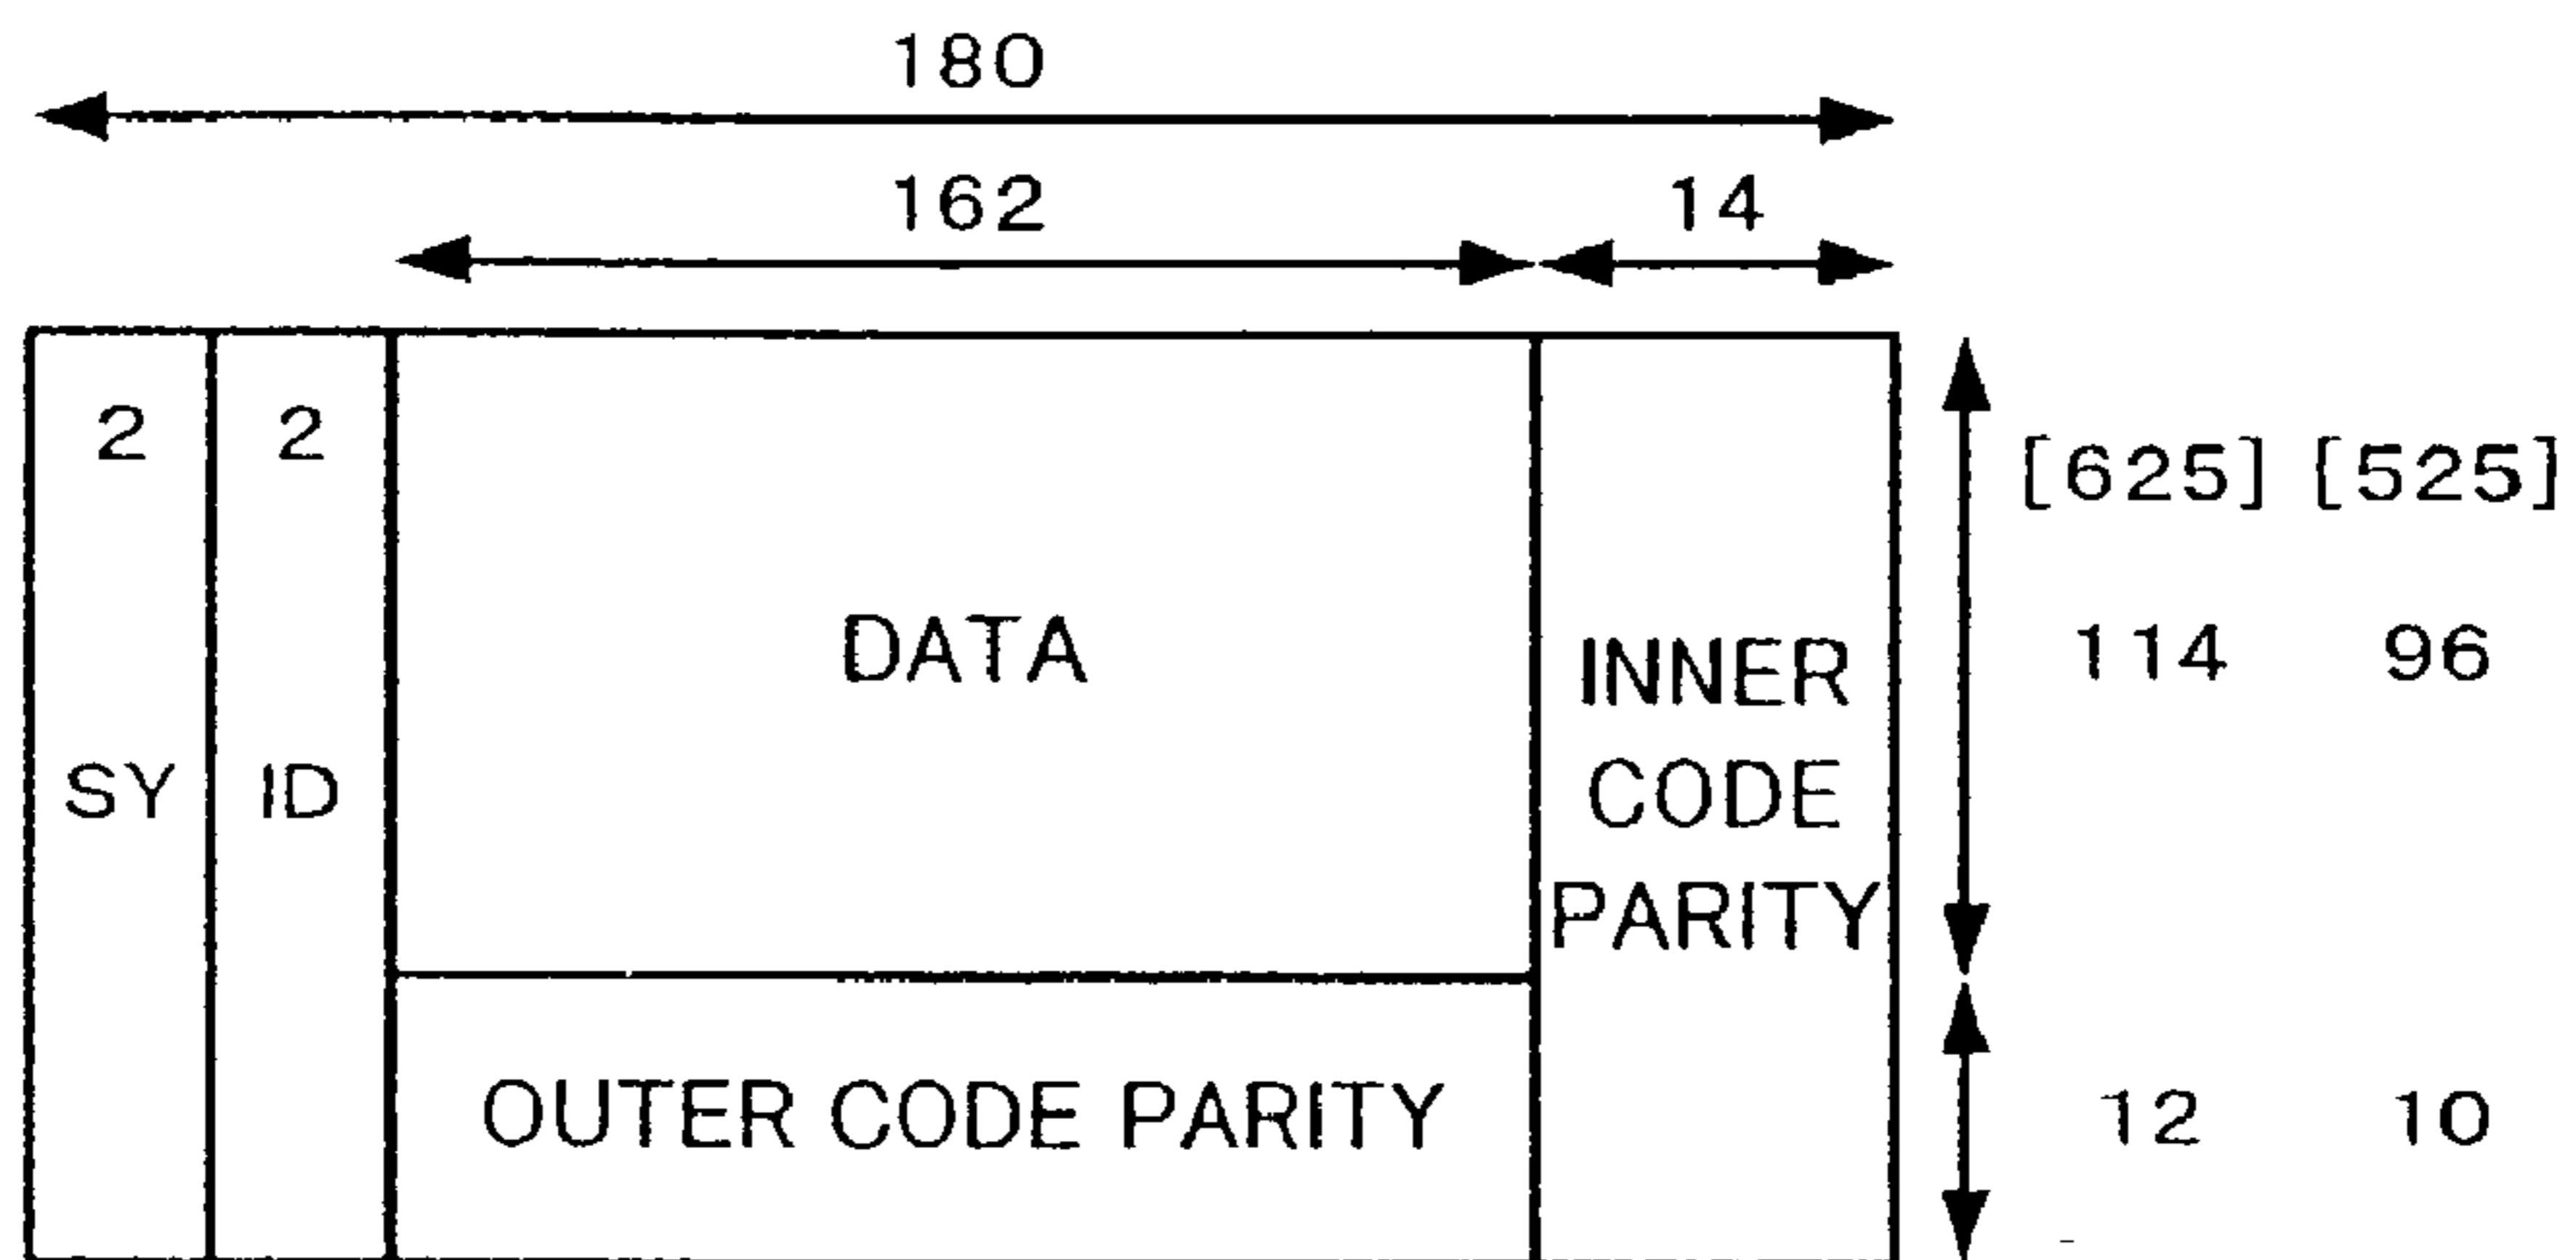 180
162 14
2 2
[625] [525]
DATA
114 96
INNER
CODE
PARITY
SY ID
OUTER CODE PARITY
12 10